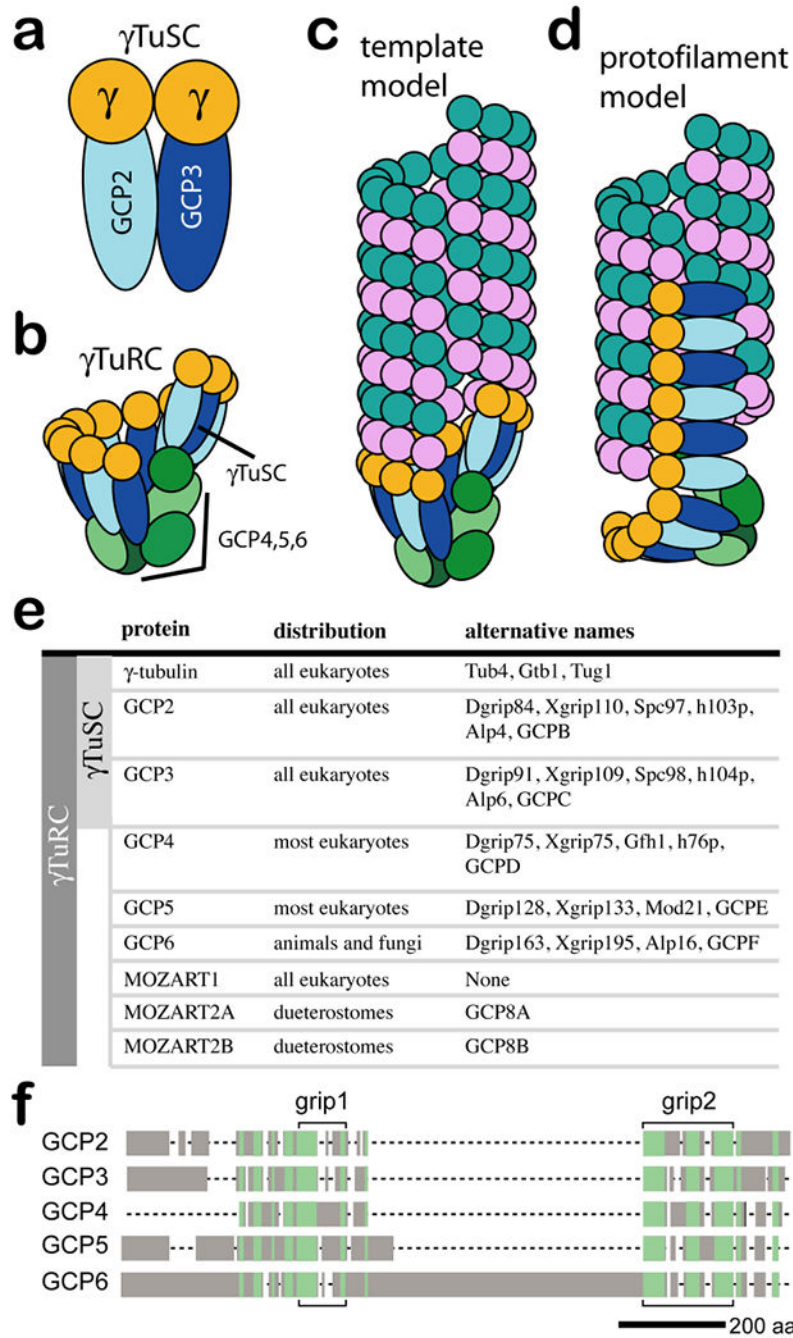 a
γTuSC
γ
γ
GCP2
GCP3
b
γTuRC
γTuSC
GCP4,5,6
c
template
model
d
protofilament
model
e
protein distribution alternative names
γTuRC
γTuSC
γ-tubulin all eukaryotes Tub4, Gtb1, Tug1
GCP2 all eukaryotes Dgrip84, Xgrip110, Spc97, h103p,
Alp4, GCPB
GCP3 all eukaryotes Dgrip91, Xgrip109, Spc98, h104p,
Alp6, GCPC
GCP4 most eukaryotes Dgrip75, Xgrip75, Gfh1, h76p,
GCPD
GCP5 most eukaryotes Dgrip128, Xgrip133, Mod21, GCPE
GCP6 animals and fungi Dgrip163, Xgrip195, Alp16, GCPF
MOZART1 all eukaryotes None
MOZART2A dueterostomes GCP8A
MOZART2B dueterostomes GCP8B
f
grip1 grip2
GCP2
GCP3
GCP4
GCP5
GCP6
200 aa